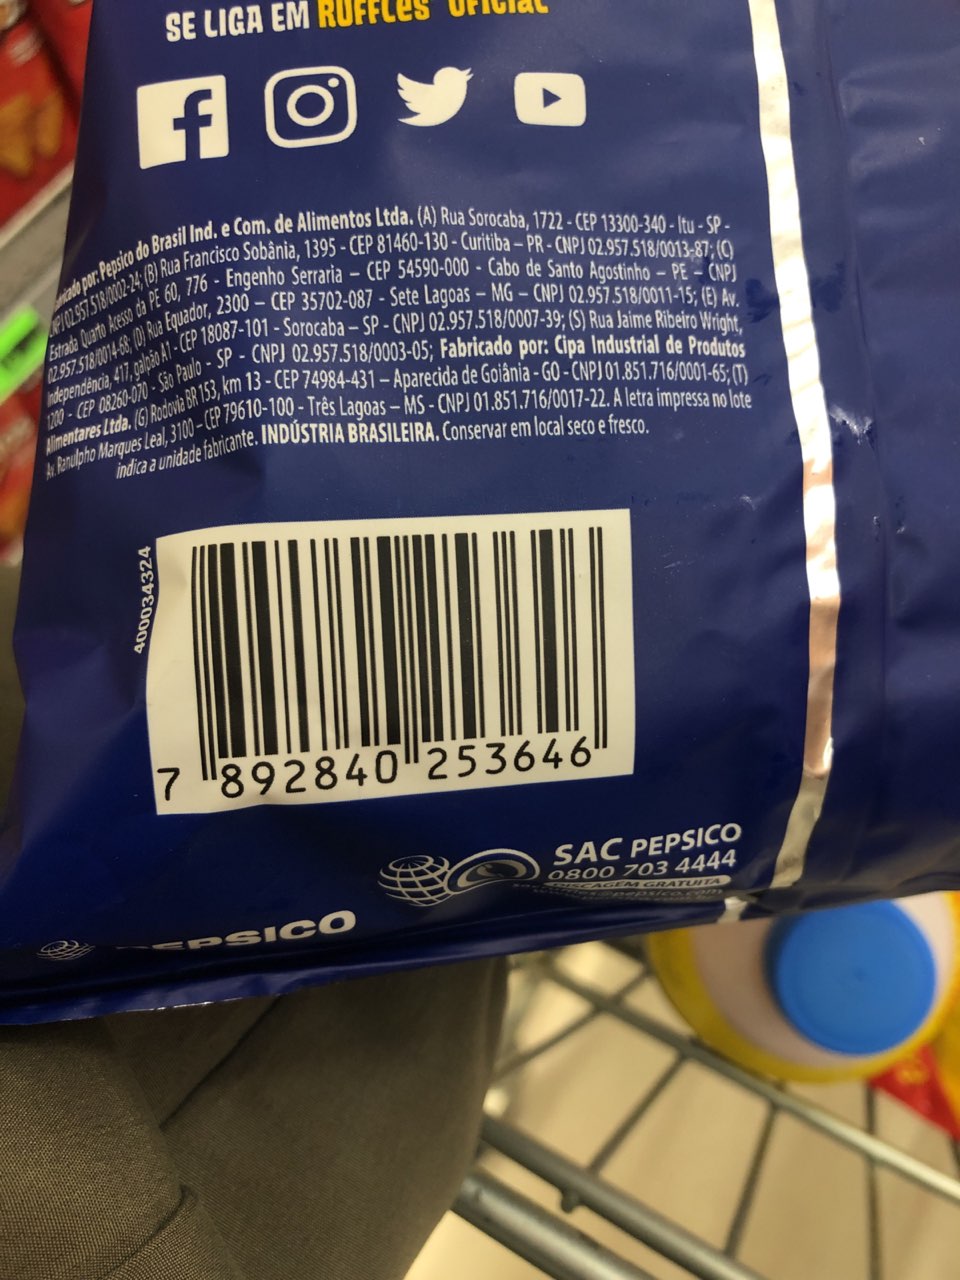 SE LIGA EM RUFFLES OFICIAL
por: Pepsico do Brasil Ind. e Com. de Alimentos Ltda. (A) Rua Sorocaba, 1722 - CEP 13300-340 - Itu - SP -
CNPJ 02.957.518/0002-24; (B) Rua Francisco Sobânia, 1395 - CEP 81460-130 - Curitiba – PR - CNPJ 02.957.518/0013-87; (C)
Estrada Quarto Acesso da PE 60, 776 - Engenho Serraria – CEP 54590-000 - Cabo de Santo Agostinho – PE – CNPJ
02.957.518/0014-68; (D) Rua Equador, 2300 – CEP 35702-087 - Sete Lagoas – MG – CNPJ 02.957.518/0011-15; (E) Av.
Independência, 417, galpão A1 - CEP 18087-101 - Sorocaba – SP - CNPJ 02.957.518/0007-39; (S) Rua Jaime Ribeiro Wright,
1200 - CEP 08260-070 - São Paulo - SP - CNPJ 02.957.518/0003-05; Fabricado por: Cipa Industrial de Produtos
Alimentares Ltda. (G) Rodovia BR 153, km 13 - CEP 74984-431 – Aparecida de Goiânia - GO - CNPJ 01.851.716/0001-65; (T)
Av. Ranulpho Marques Leal, 3100 – CEP 79610-100 - Três Lagoas – MS - CNPJ 01.851.716/0017-22. A letra impressa no lote
indica a unidade fabricante. INDÚSTRIA BRASILEIRA. Conservar em local seco e fresco.
400034324
7 892840 253646
SAC PEPSICO
0800 703 4444
DISCAGEM GRATUITA
PEPSICO